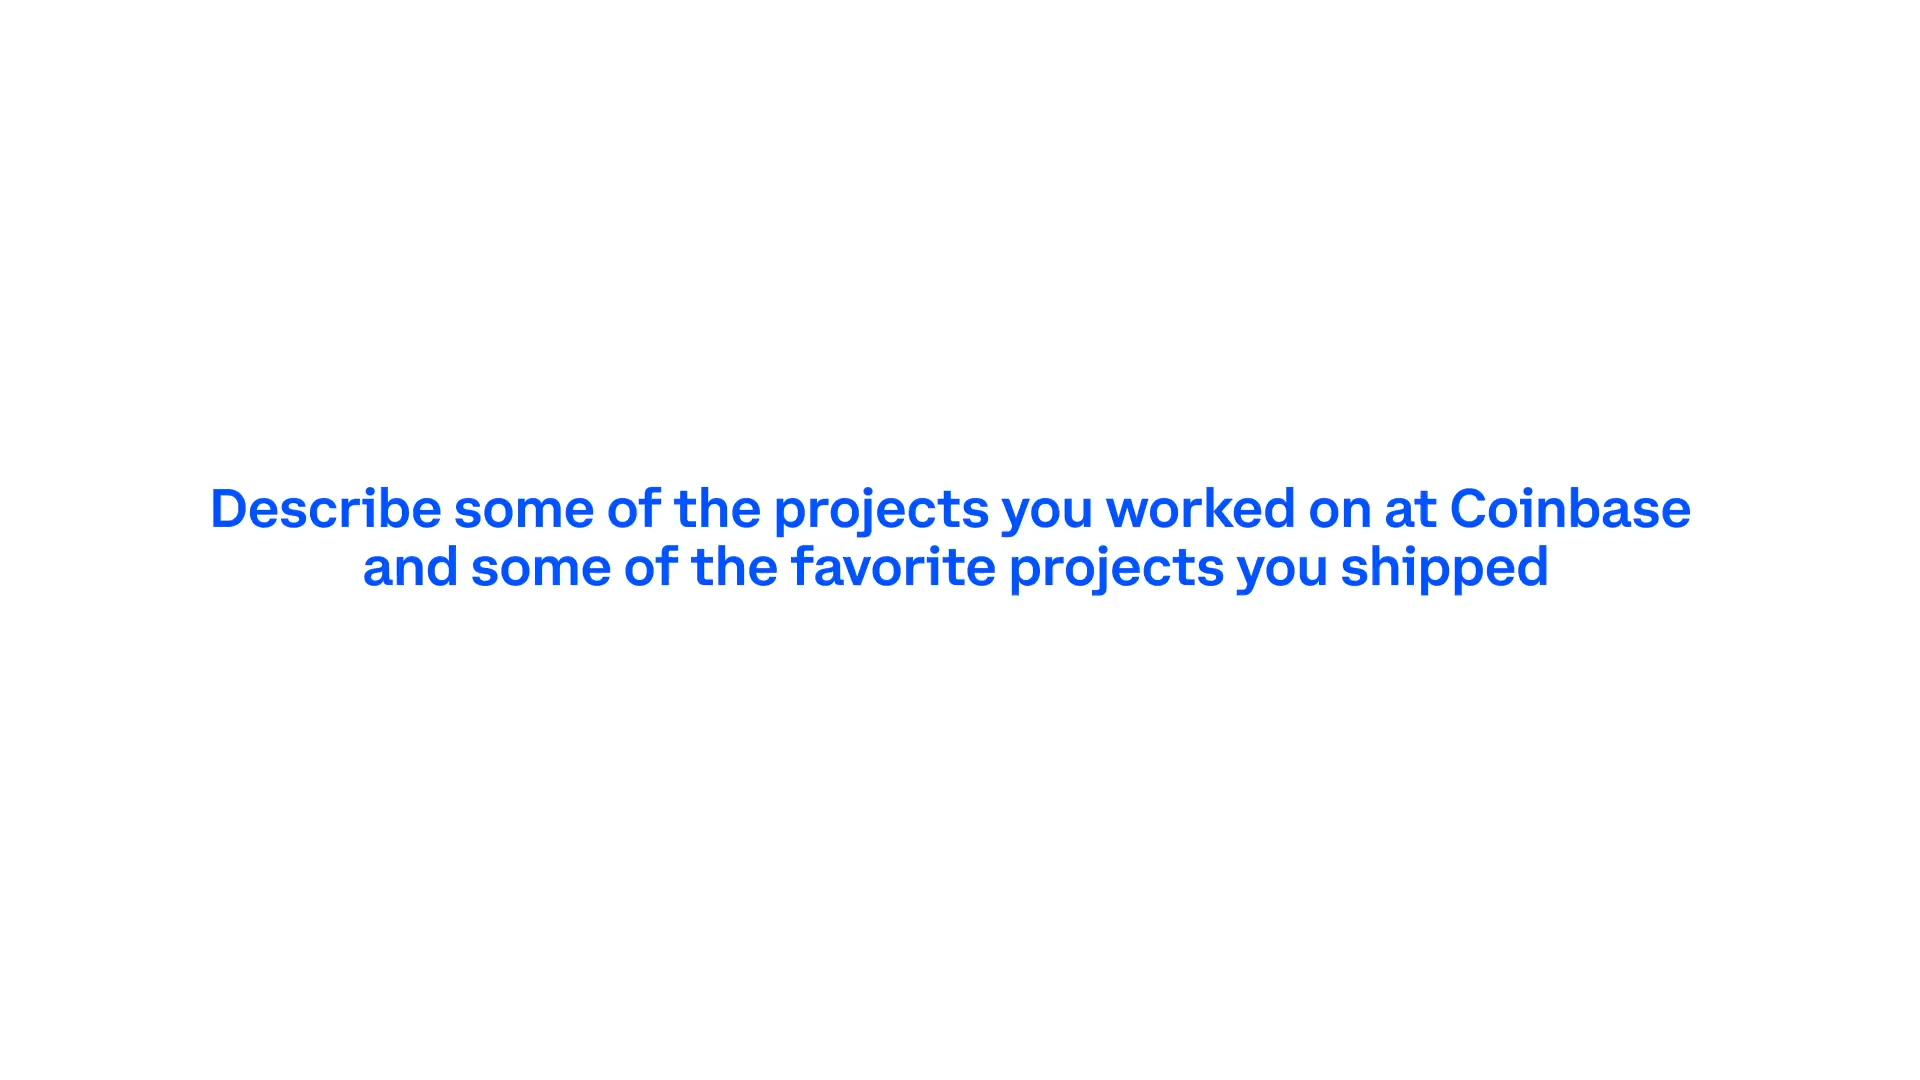 Describe some of the projects you worked on at Coinbase
and some of the favorite projects you shipped